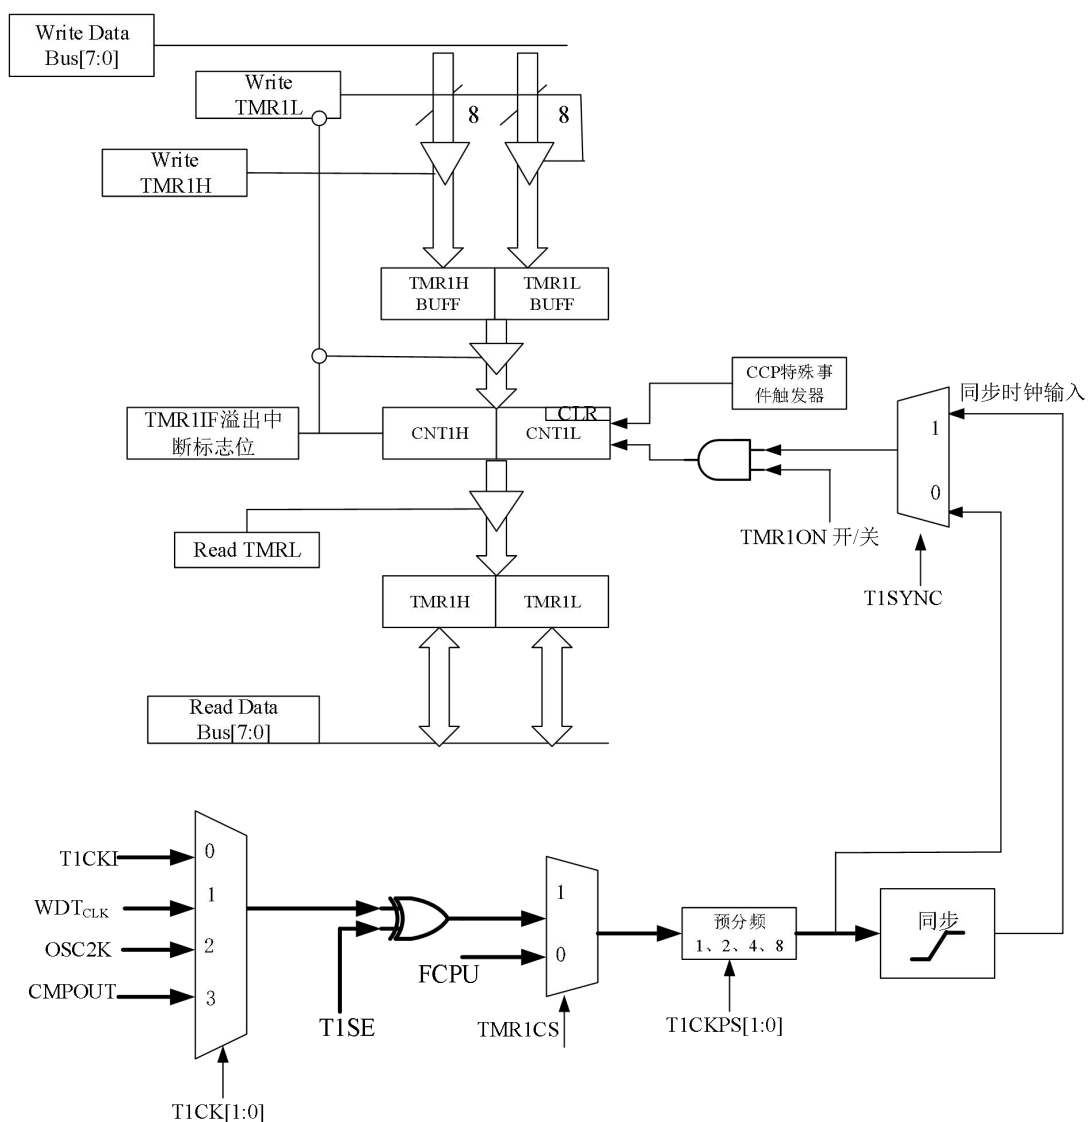 Write Data
Bus[7:0]
Write
TMR1L
8
8
Write
TMR1H
TMR1H
BUFF
TMR1L
BUFF
CCP特殊事
件触发器
同步时钟输入
TMR1IF溢出中
断标志位
CNT1H
CLR
CNT1L
1
0
TMR1ON 开/关
Read TMRL
T1SYNC
TMR1H
TMR1L
Read Data
Bus[7:0]
T1CKI
0
WDTCLK
1
OSC2K
2
CMPOUT
3
T1SE
FCPU
1
0
TMR1CS
预分频
1、2、4、8
T1CKPS[1:0]
同步
T1CK[1:0]